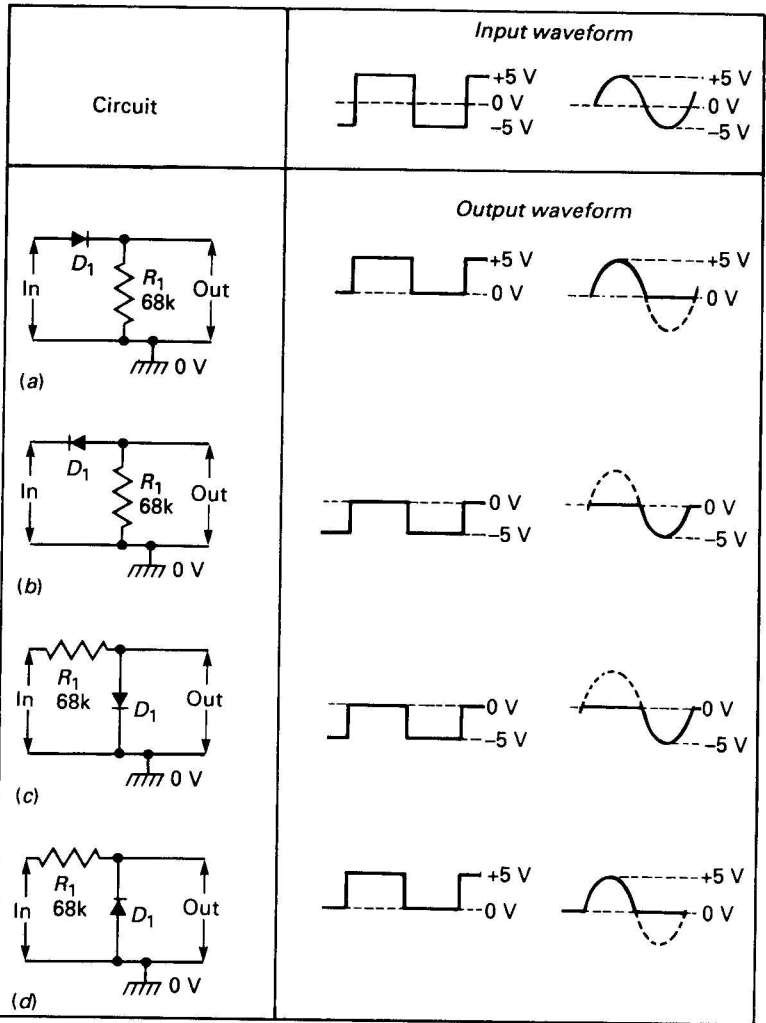 Input waveform
+5 V
0 V
−5 V
+5 V
0 V
−5 V
Circuit
Output waveform
D1
In
R1
68k
Out
0 V
(a)
+5 V
0 V
+5 V
0 V
D1
In
R1
68k
Out
0 V
(b)
0 V
−5 V
0 V
−5 V
R1
68k
In
D1
Out
0 V
(c)
0 V
−5 V
0 V
−5 V
R1
68k
In
D1
Out
0 V
(d)
+5 V
0 V
+5 V
0 V